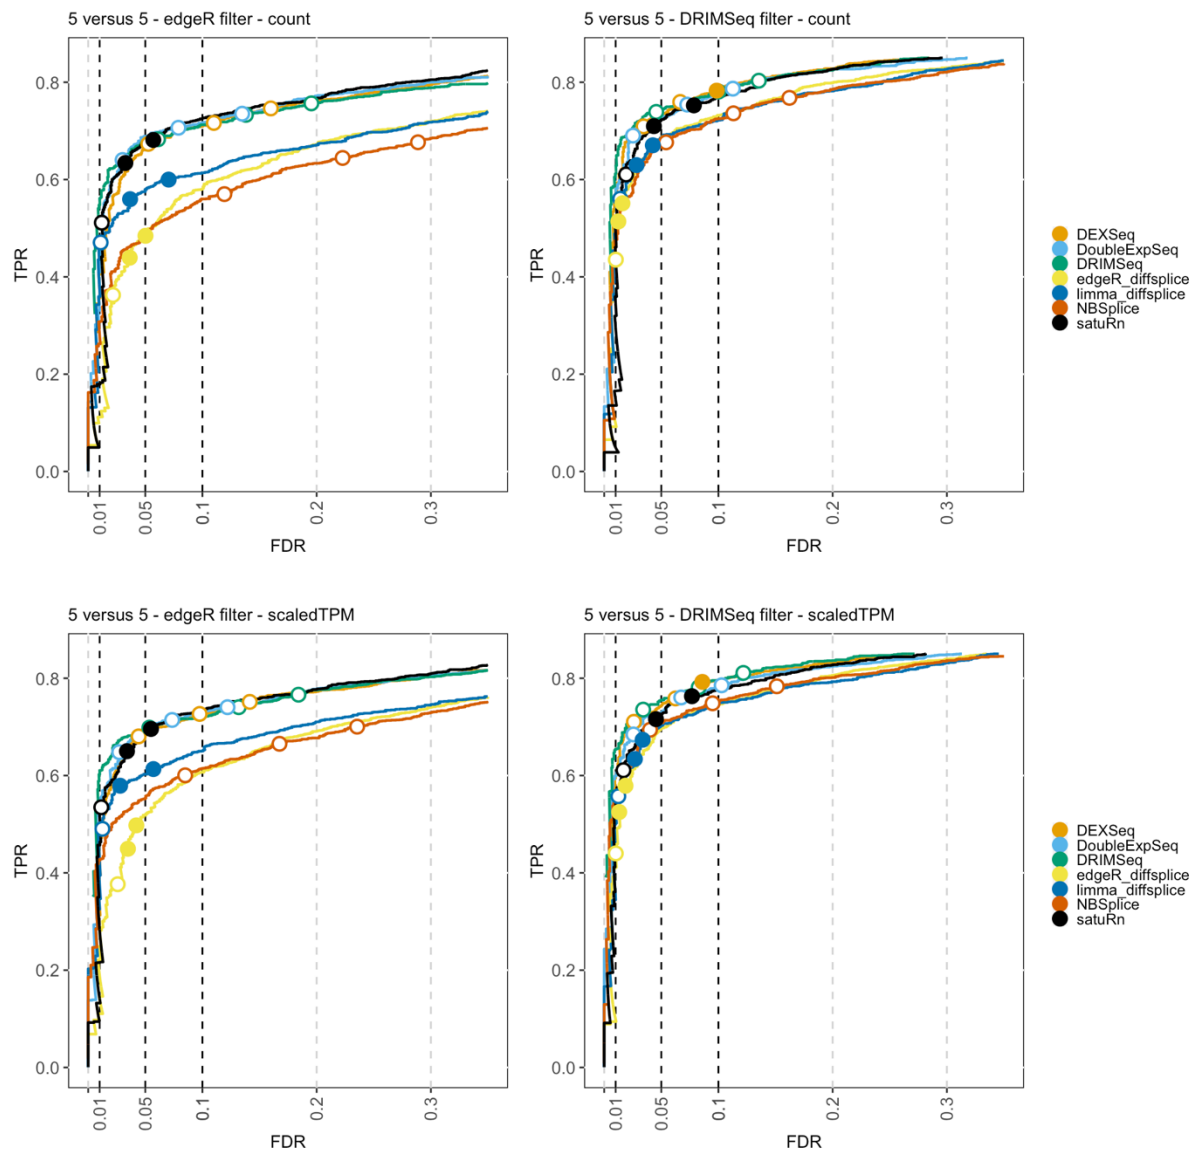 5 versus 5 - edgeR filter - count
5 versus 5 - DRIMSeq filter - count
TPR
0.8
0.6
0.4
0.2
0.0
0.01
0.05
0.1
0.2
0.3
FDR
TPR
0.8
0.6
0.4
0.2
0.0
0.01
0.05
0.1
0.2
0.3
FDR
DEXSeq
DoubleExpSeq
DRIMSeq
edgeR_diffsplice
limma_diffsplice
NBSplice
satuRn
5 versus 5 - edgeR filter - scaledTPM
5 versus 5 - DRIMSeq filter - scaledTPM
TPR
0.8
0.6
0.4
0.2
0.0
0.01
0.05
0.1
0.2
0.3
FDR
TPR
0.8
0.6
0.4
0.2
0.0
0.01
0.05
0.1
0.2
0.3
FDR
DEXSeq
DoubleExpSeq
DRIMSeq
edgeR_diffsplice
limma_diffsplice
NBSplice
satuRn